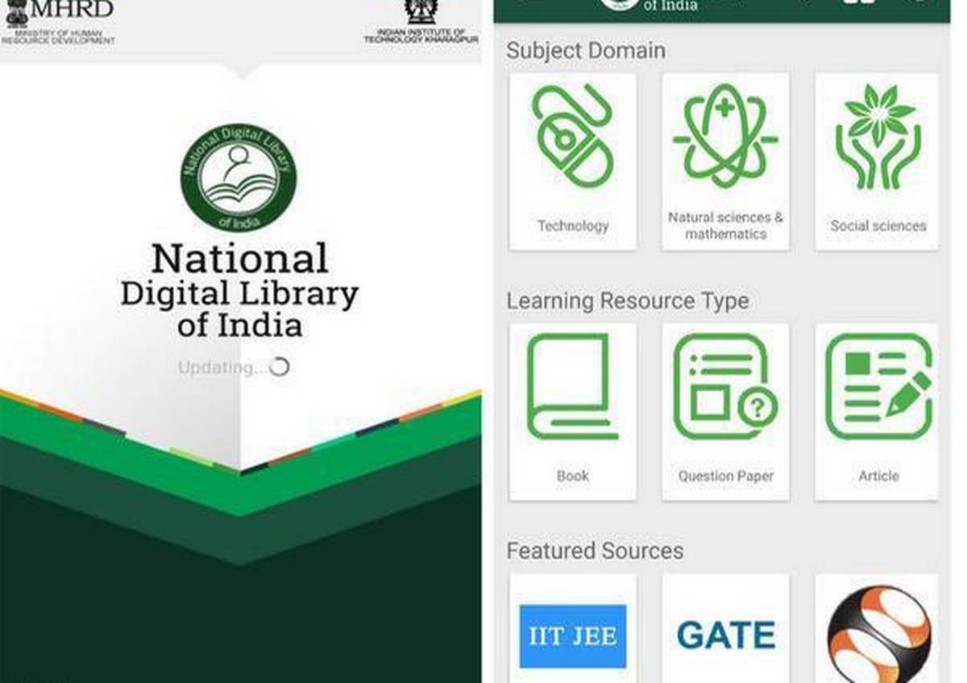 MHRD
MINISTRY OF HUMAN
RESOURCE DEVELOPMENT
INDIAN INSTITUTE OF
TECHNOLOGY KHARAGPUR
National Digital Library
of India
National
Digital Library
of India
Updating...
of India
Subject Domain
Technology
Natural sciences &
mathematics
Social sciences
Learning Resource Type
?
Book
Question Paper
Article
Featured Sources
IIT JEE
GATE